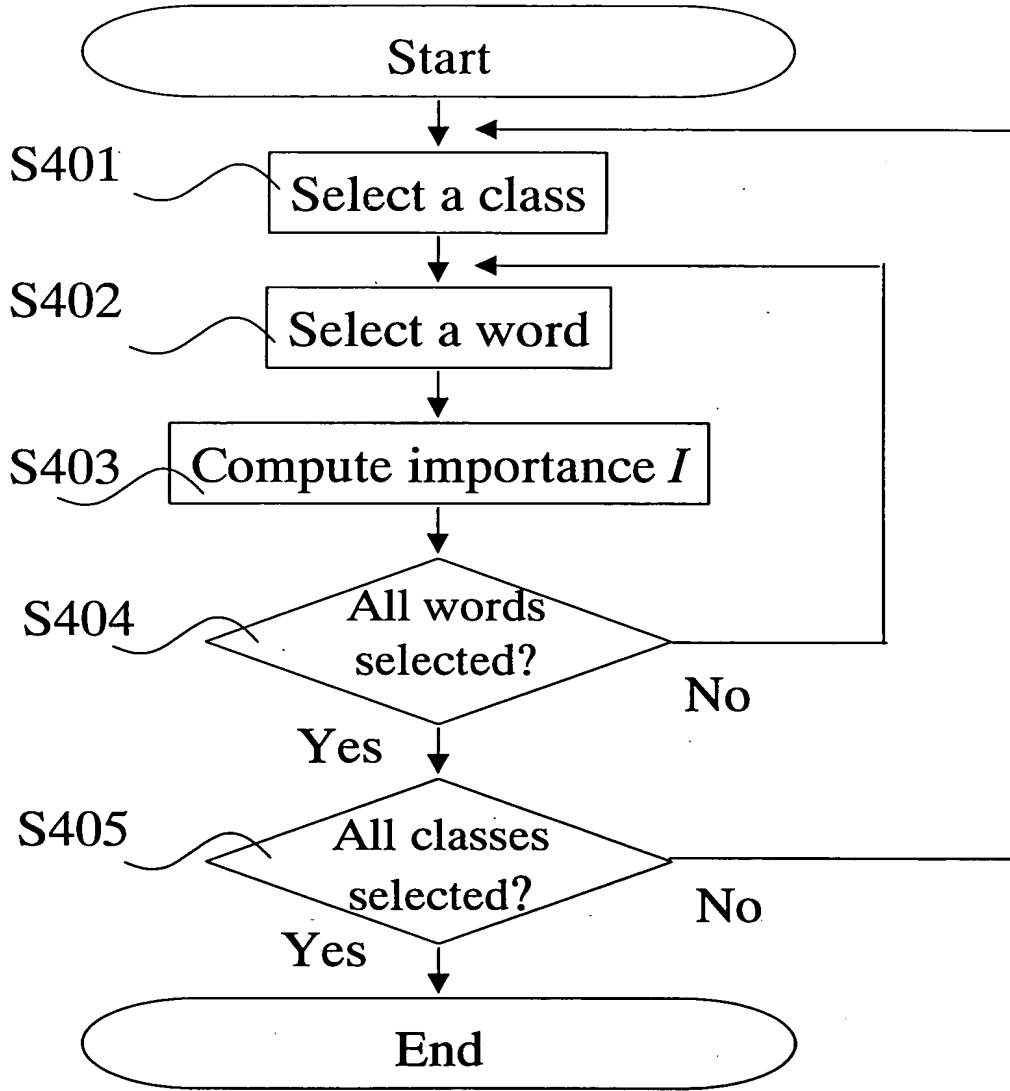 Start
S401
Select a class
S402
Select a word
S403
Compute importance I
S404
All words
selected?
No
Yes
S405
All classes
selected?
No
Yes
End